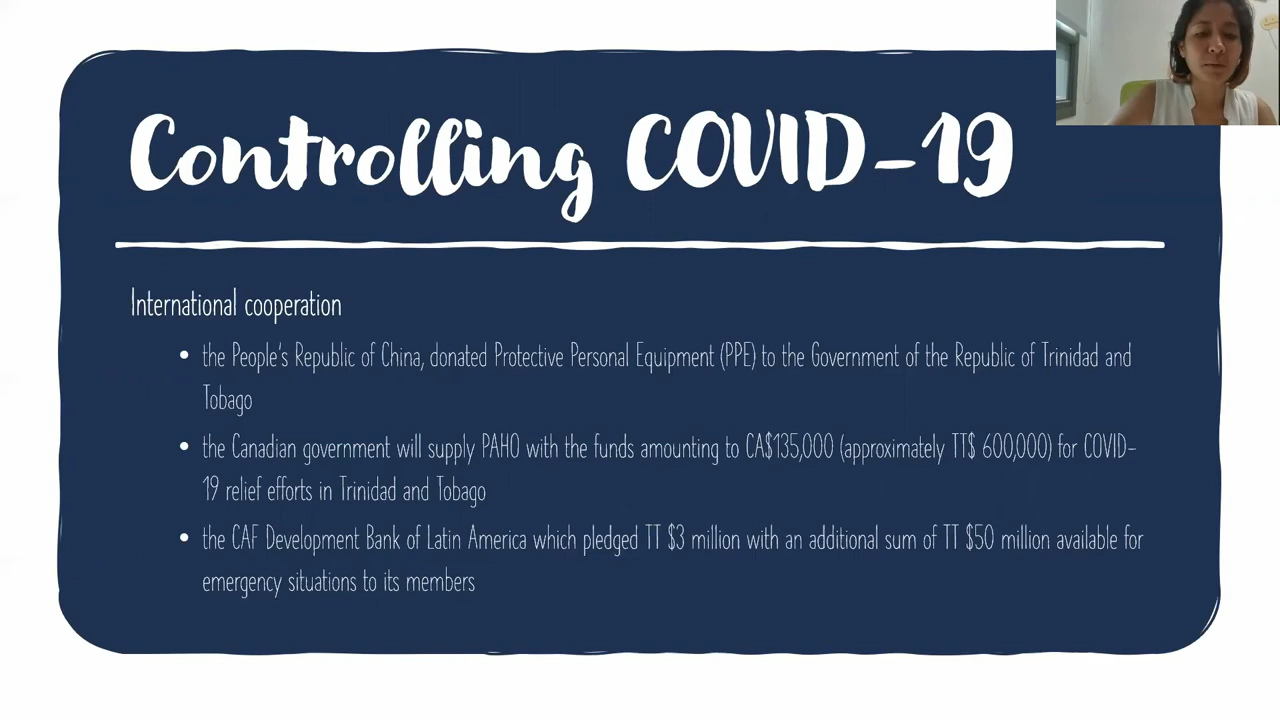 Controlling COVID-19
International cooperation
• the People's Republic of China, donated Protective Personal Equipment (PPE) to the Government of the Republic of Trinidad and
Tobago
• the Canadian government will supply PAHO with the funds amounting to CA$135,000 (approximately TT$ 600,000) for COVID-
19 relief efforts in Trinidad and Tobago
• the CAF Development Bank of Latin America which pledged TT $3 million with an additional sum of TT $50 million available for
emergency situations to its members